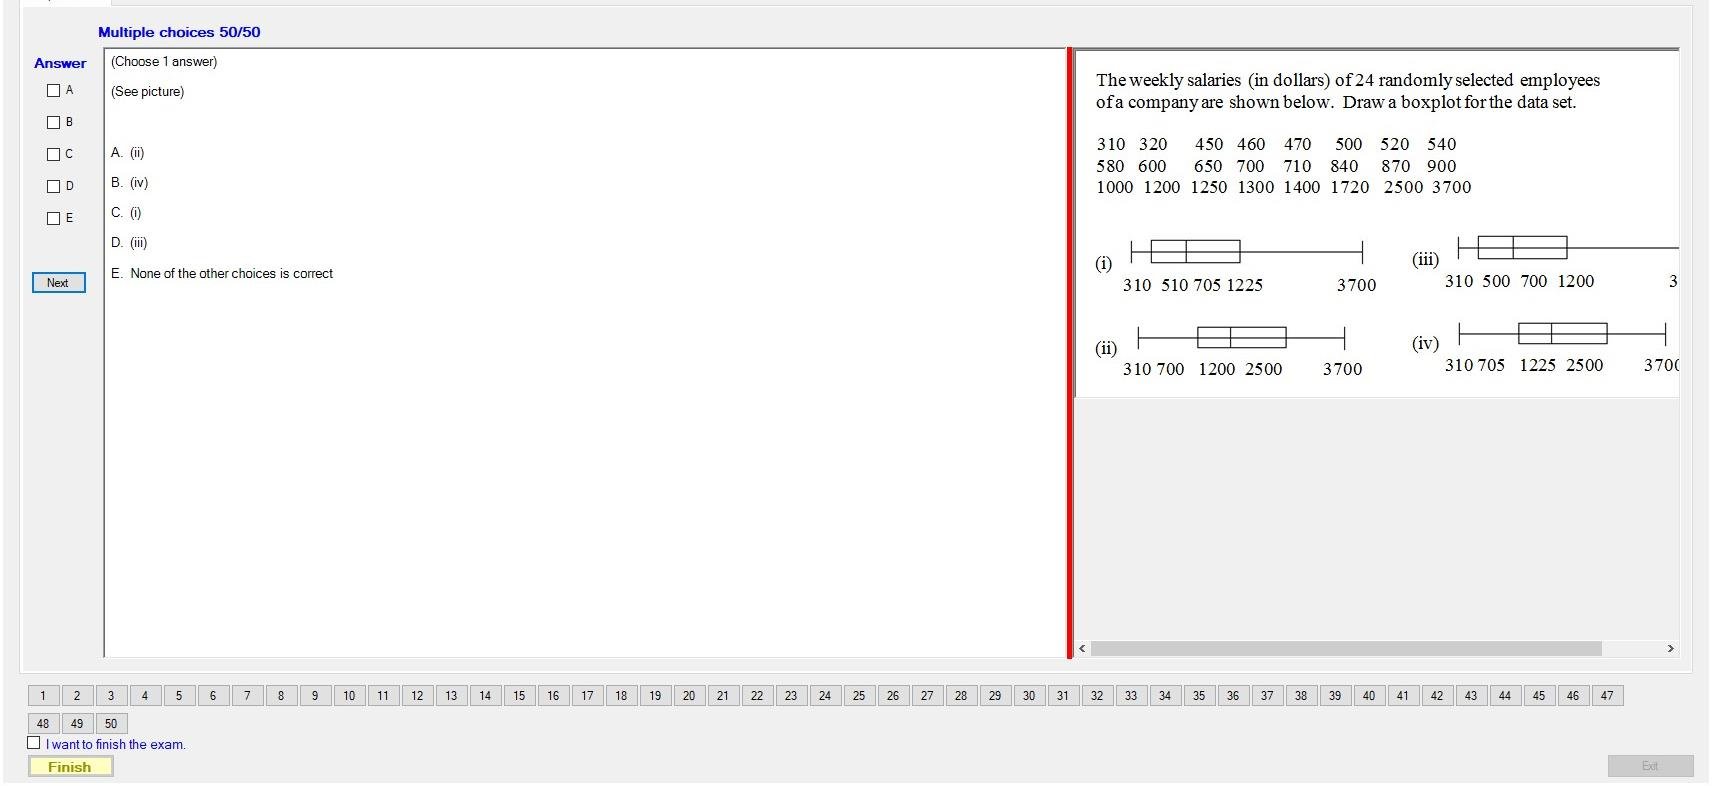 Multiple choices 50/50
Answer
A
B
C
D
E
Next
(Choose 1 answer)
(See picture)
A. (ii)
B. (iv)
C. (i)
D. (iii)
E. None of the other choices is correct
The weekly salaries (in dollars) of 24 randomly selected employees
of a company are shown below. Draw a boxplot for the data set.
310 320 450 460 470 500 520 540
580 600 650 700 710 840 870 900
1000 1200 1250 1300 1400 1720 2500 3700
(i)
310 510 705 1225 3700
(iii)
310 500 700 1200 3
(ii)
310 700 1200 2500 3700
(iv)
310 705 1225 2500 3700
1 2 3 4 5 6 7 8 9 10 11 12 13 14 15 16 17 18 19 20 21 22 23 24 25 26 27 28 29 30 31 32 33 34 35 36 37 38 39 40 41 42 43 44 45 46 47
48 49 50
I want to finish the exam.
Finish
Exit